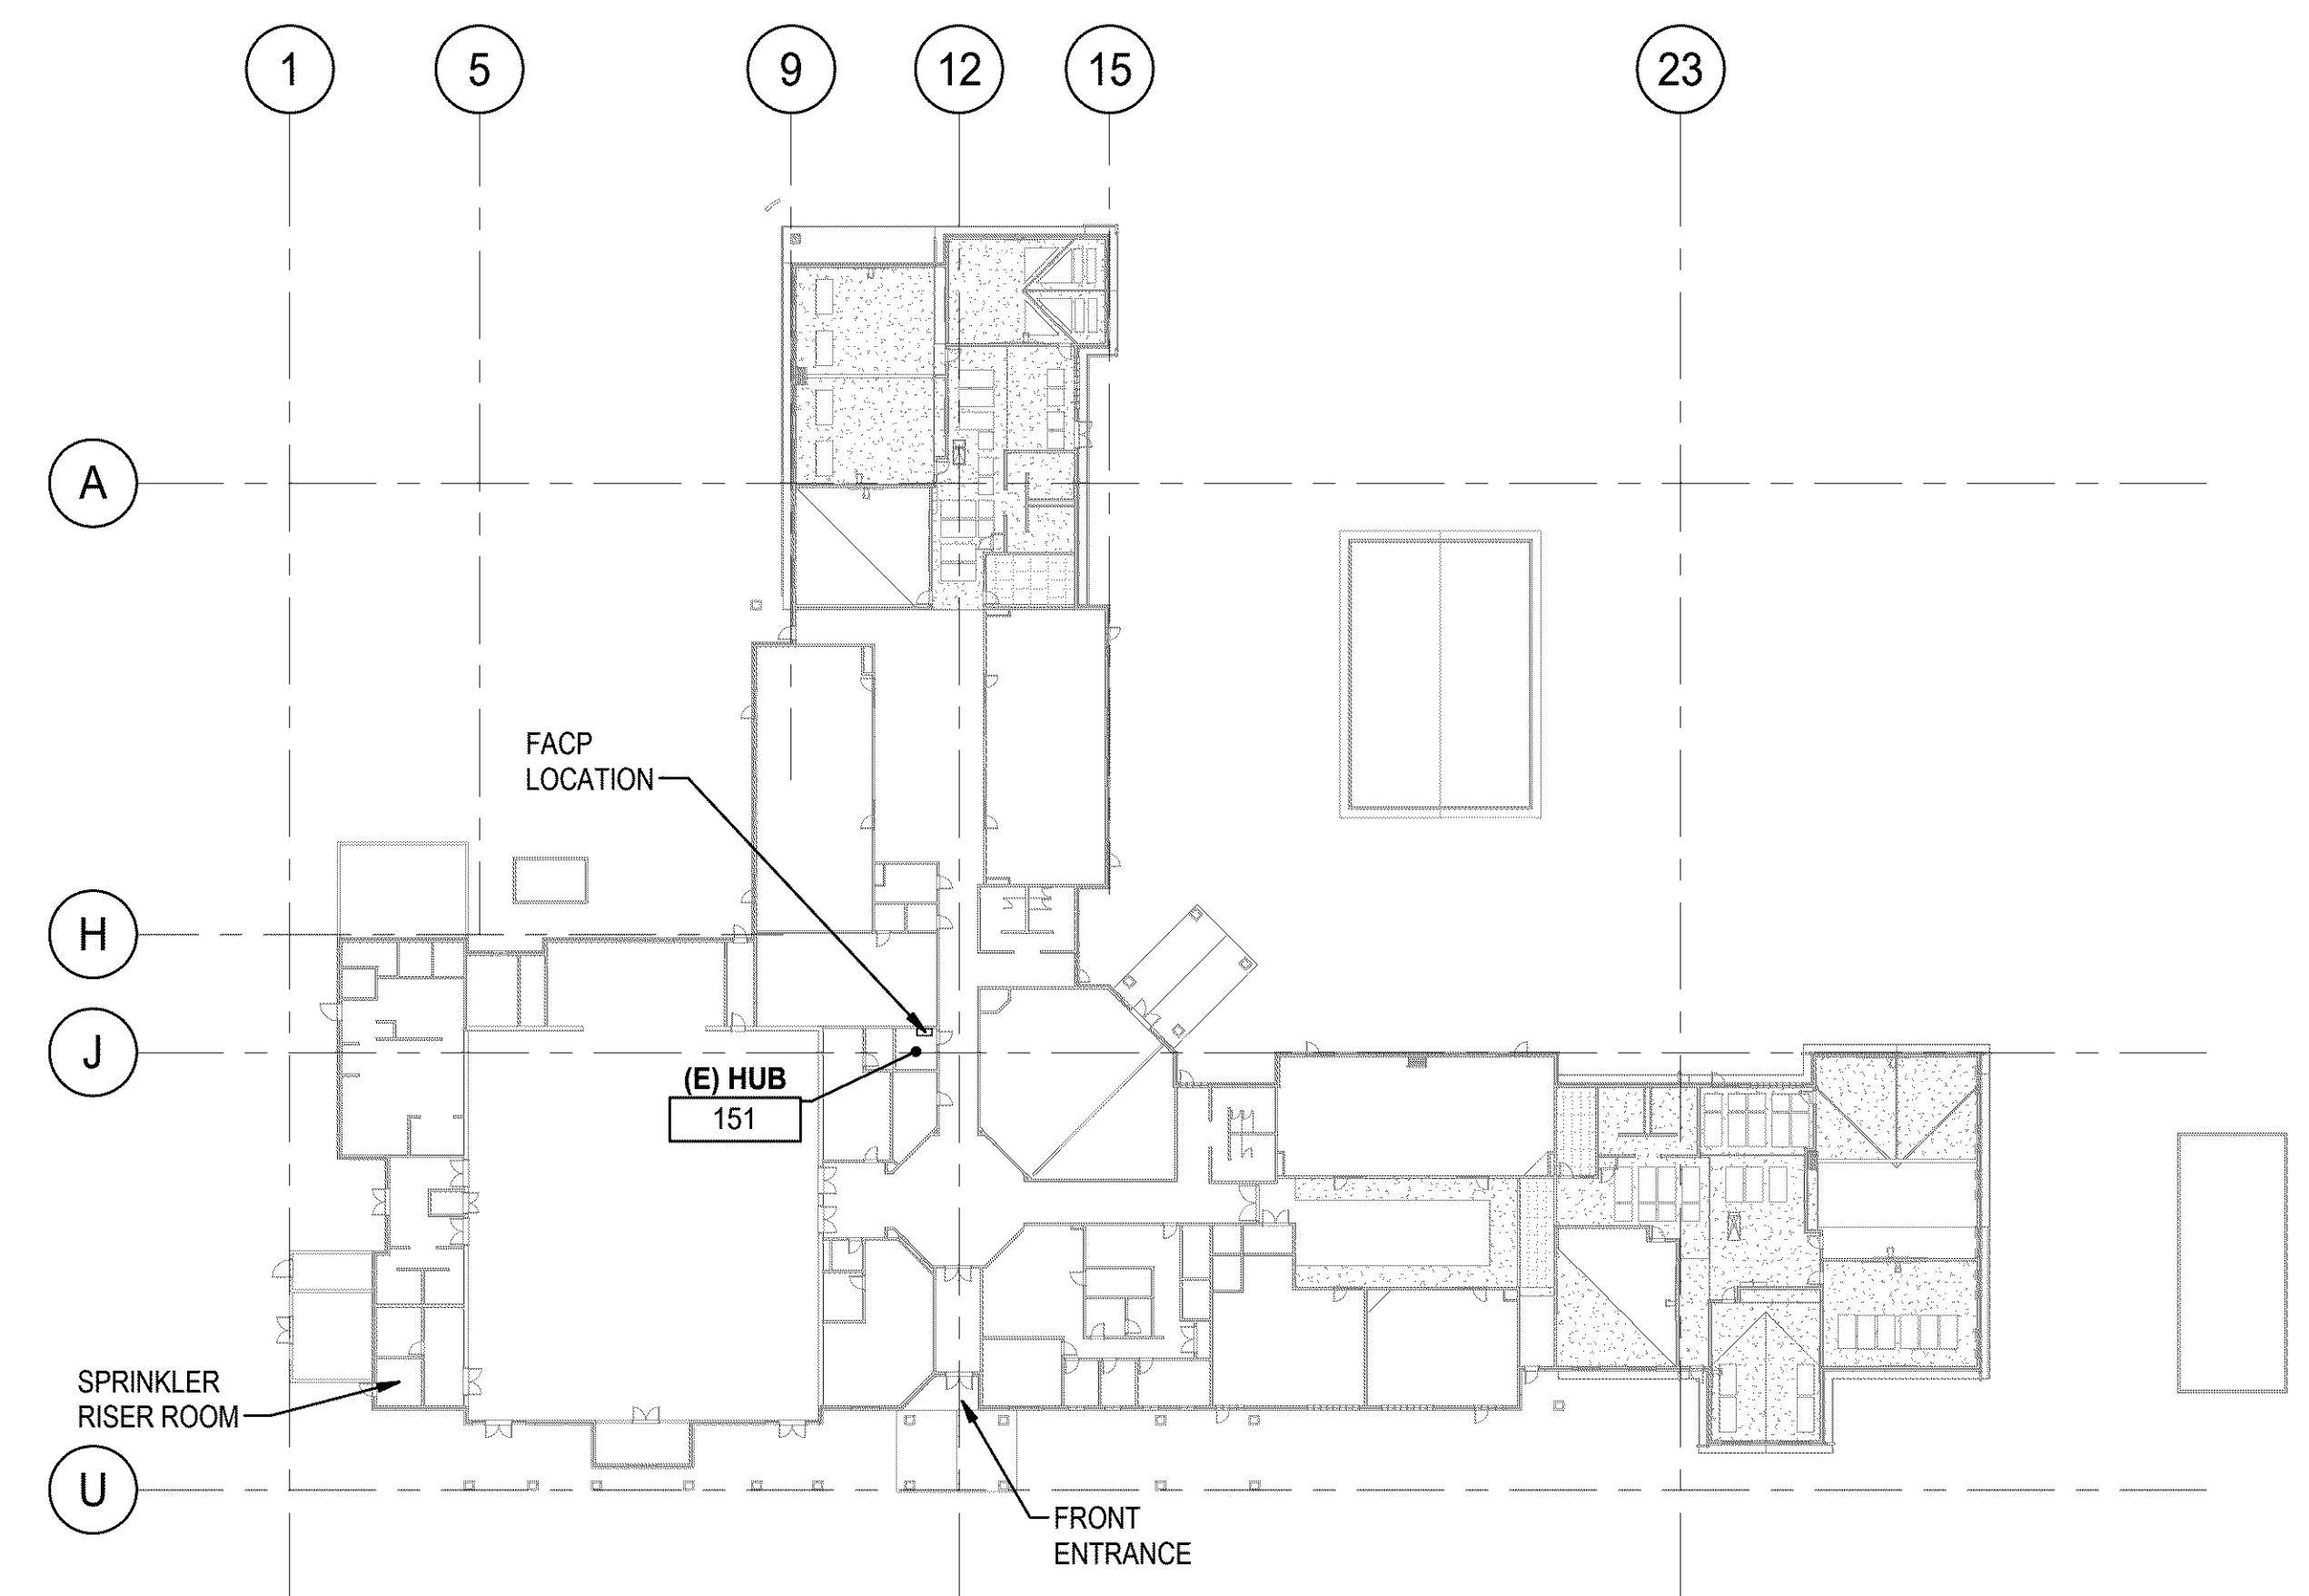 1
5
9
12
15
23
A
FACP
LOCATION
H
J
(E) HUB
151
SPRINKLER
RISER ROOM
U
FRONT
ENTRANCE